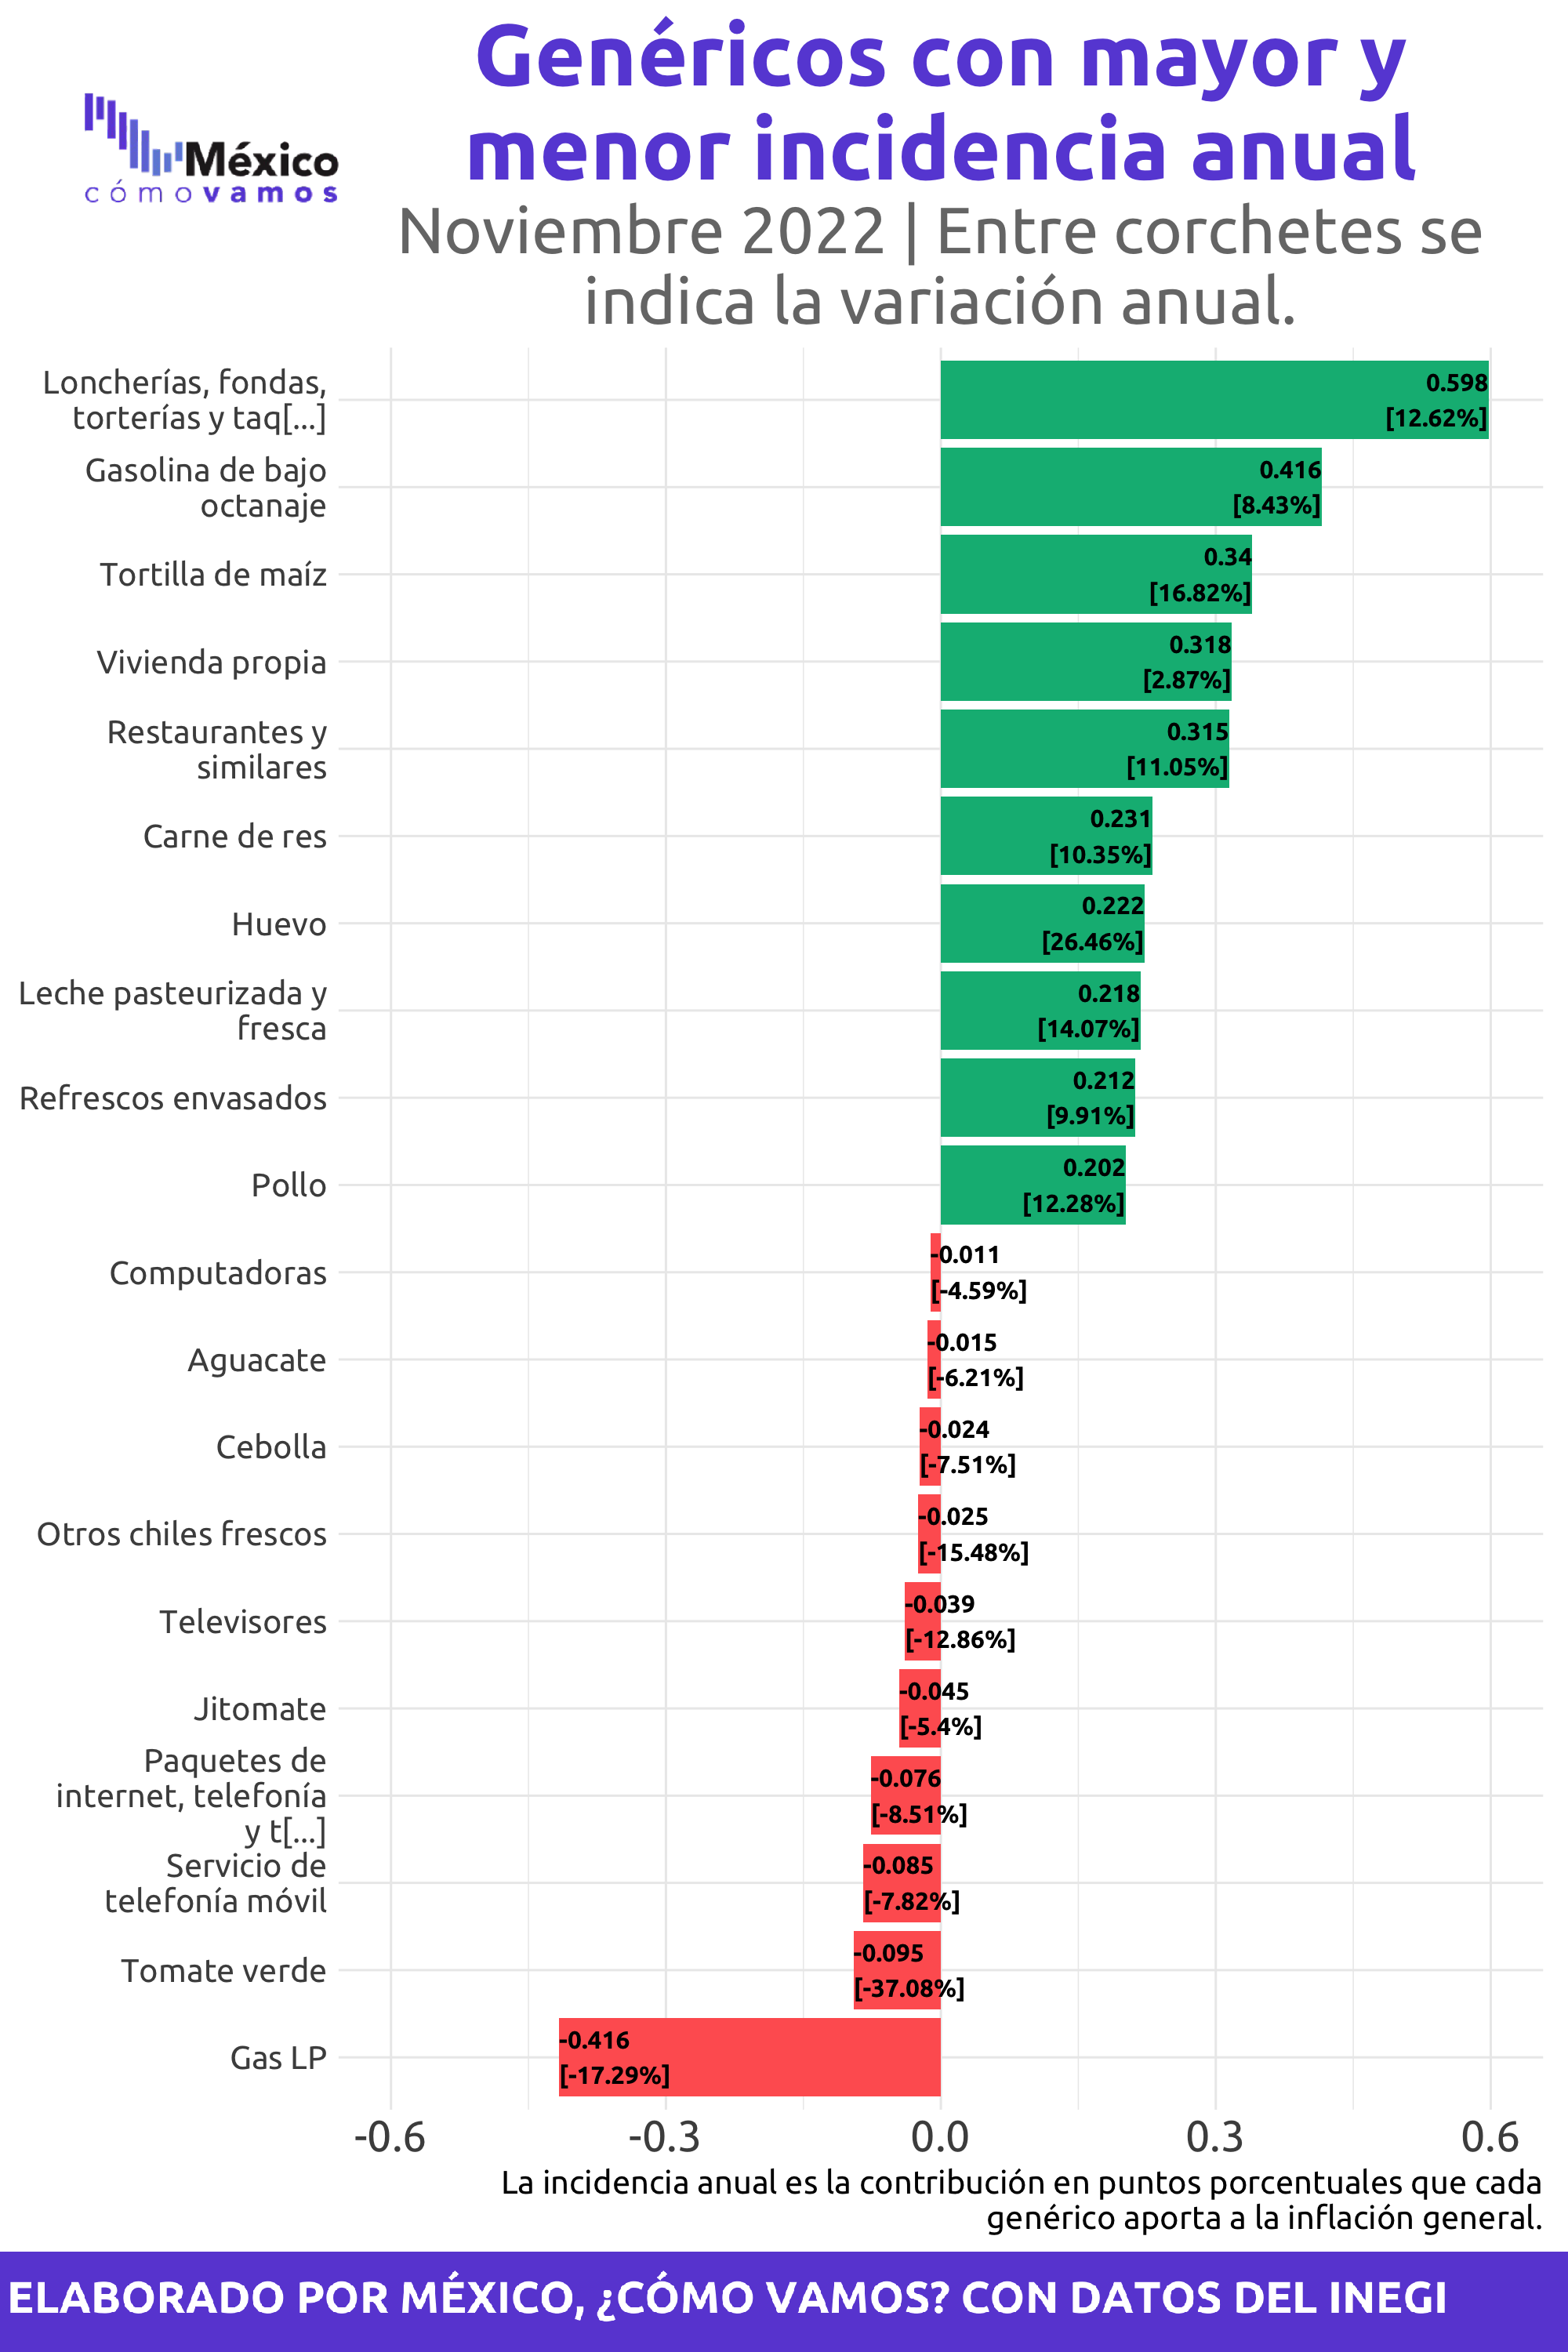 México
cómovamos
Genéricos con mayor y
menor incidencia anual
Noviembre 2022 | Entre corchetes se
indica la variación anual.
Loncherías, fondas,
torterías y taq[...]
0.598
[12.62%]
Gasolina de bajo
octanaje
0.416
[8.43%]
Tortilla de maíz
0.34
[16.82%]
Vivienda propia
0.318
[2.87%]
Restaurantes y
similares
0.315
[11.05%]
Carne de res
0.231
[10.35%]
Huevo
0.222
[26.46%]
Leche pasteurizada y
fresca
0.218
[14.07%]
Refrescos envasados
0.212
[9.91%]
Pollo
0.202
[12.28%]
Computadoras
-0.011
[-4.59%]
Aguacate
-0.015
[-6.21%]
Cebolla
-0.024
[-7.51%]
Otros chiles frescos
-0.025
[-15.48%]
Televisores
-0.039
[-12.86%]
Jitomate
-0.045
[-5.4%]
Paquetes de
internet, telefonía
y t[...]
-0.076
[-8.51%]
Servicio de
telefonía móvil
-0.085
[-7.82%]
Tomate verde
-0.095
[-37.08%]
Gas LP
-0.416
[-17.29%]
-0.6 -0.3 0.0 0.3 0.6
La incidencia anual es la contribución en puntos porcentuales que cada
genérico aporta a la inflación general.
ELABORADO POR MÉXICO, ¿CÓMO VAMOS? CON DATOS DEL INEGI